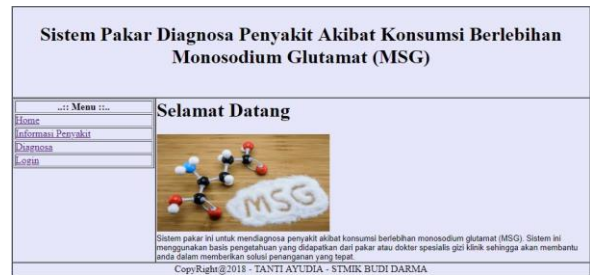 Sistem Pakar Diagnosa Penyakit Akibat Konsumsi Berlebihan
Monosodium Glutamat (MSG)
..:: Menu ::..
Home
Informasi Penyakit
Diagnosa
Login
Selamat Datang
MSG
Sistem pakar ini untuk mendiagnosa penyakit akibat konsumsi berlebihan monosodium glutamat (MSG). Sistem ini
menggunakan basis pengetahuan yang didapatkan dari pakar atau dokter spesialis gizi klinik sehingga akan membantu
anda dalam memberikan solusi penanganan yang tepat.
CopyRight@2018 - TANTI AYUDIA - STMIK BUDI DARMA